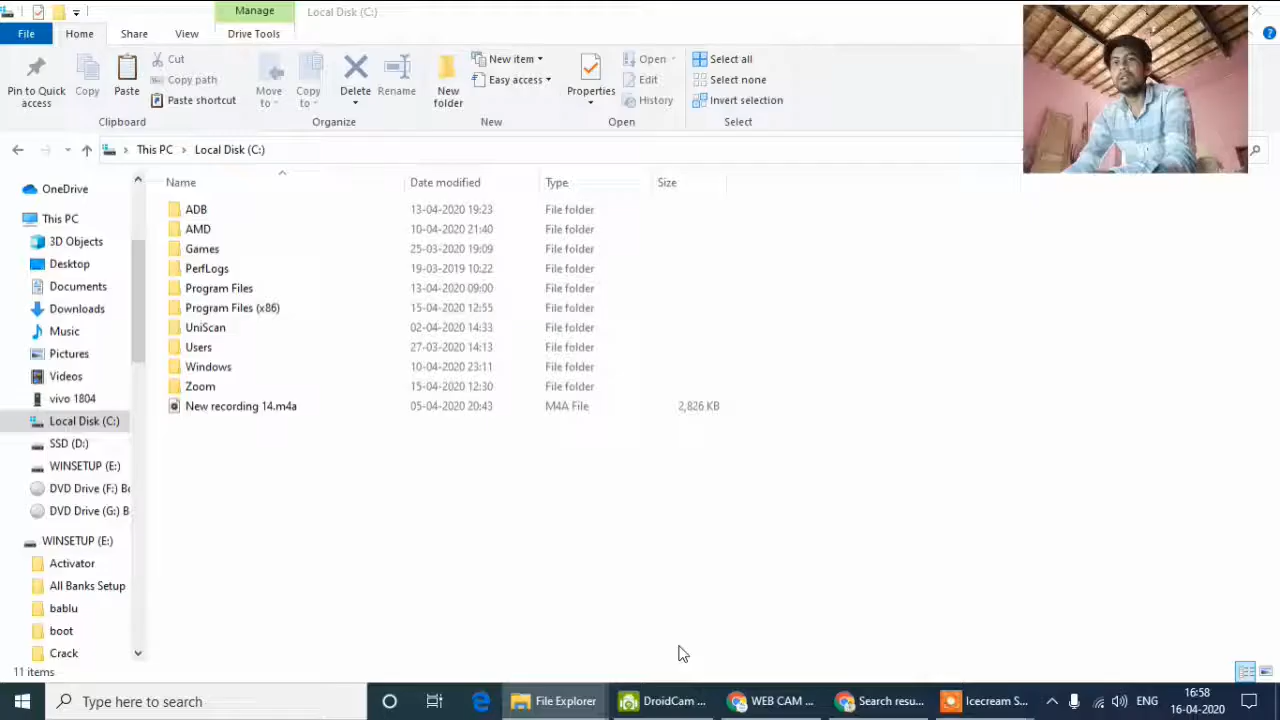 Manage
Local Disk (C:)
File
Home
Share
View
Drive Tools
Pin to Quick access
Copy
Paste
Cut
Copy path
Paste shortcut
Clipboard
Move to
Copy to
Delete
Rename
Organize
New folder
New item
Easy access
New
Properties
Open
Edit
History
Open
Select all
Select none
Invert selection
Select
This PC > Local Disk (C:)
Name Date modified Type Size
ADB 13-04-2020 19:23 File folder
AMD 10-04-2020 21:40 File folder
Games 25-03-2020 19:09 File folder
PerfLogs 19-03-2019 10:22 File folder
Program Files 13-04-2020 09:00 File folder
Program Files (x86) 15-04-2020 12:55 File folder
UniScan 02-04-2020 14:33 File folder
Users 27-03-2020 14:13 File folder
Windows 10-04-2020 23:11 File folder
Zoom 15-04-2020 12:30 File folder
New recording 14.m4a 05-04-2020 20:43 M4A File 2,826 KB
OneDrive
This PC
3D Objects
Desktop
Documents
Downloads
Music
Pictures
Videos
vivo 1804
Local Disk (C:)
SSD (D:)
WINSETUP (E:)
DVD Drive (F:) Bo
DVD Drive (G:) B
WINSETUP (E:)
Activator
All Banks Setup
bablu
boot
Crack
11 items
Type here to search
File Explorer
DroidCam ...
WEB CAM ...
Search resu...
Icecream S...
ENG
16:58
16-04-2020